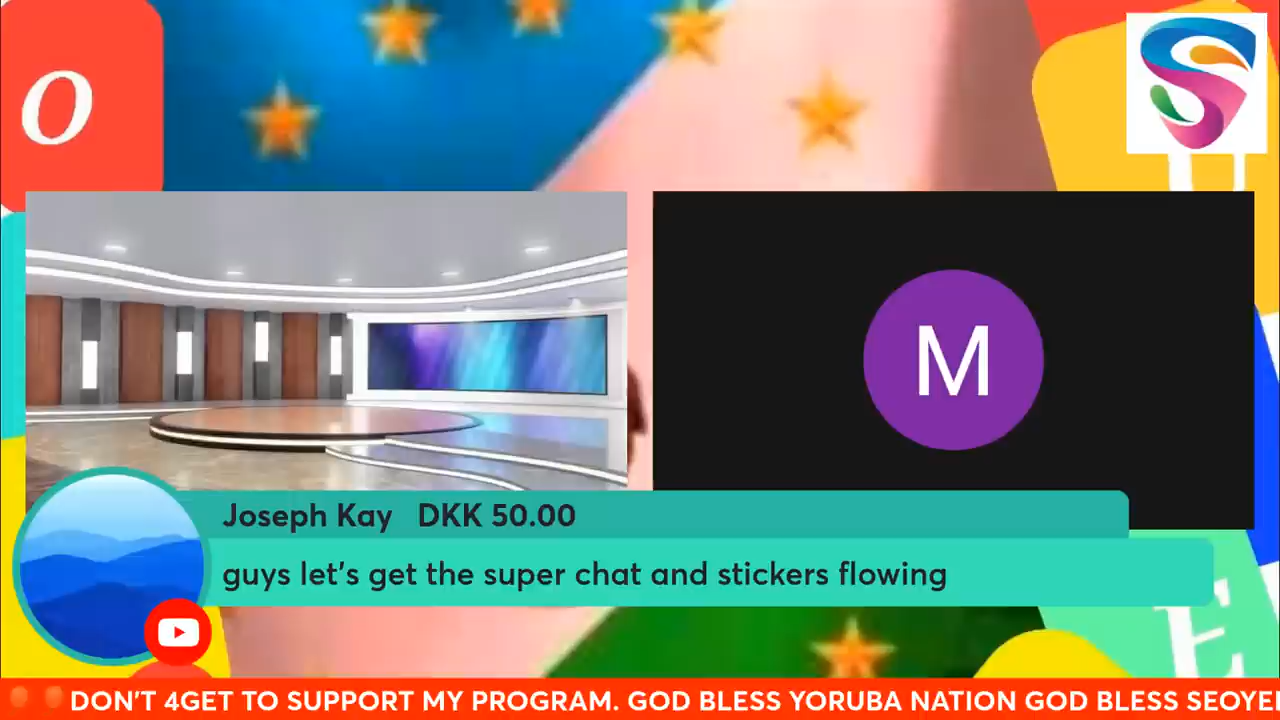 O
U
M
Joseph Kay DKK 50.00
guys let's get the super chat and stickers flowing
E
DON'T 4GET TO SUPPORT MY PROGRAM. GOD BLESS YORUBA NATION GOD BLESS